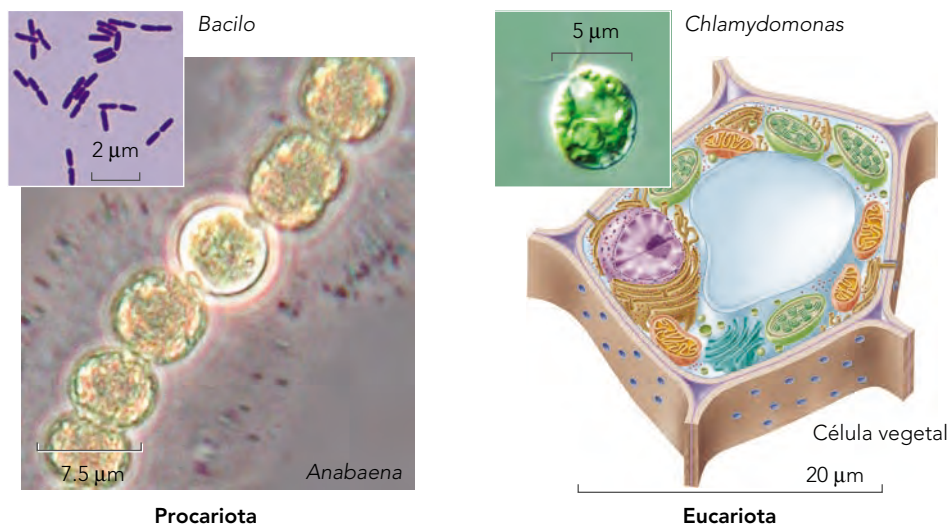 Bacilo
2 μm
7.5 μm
Anabaena
Procariota
5 μm
Chlamydomonas
Célula vegetal
20 μm
Eucariota